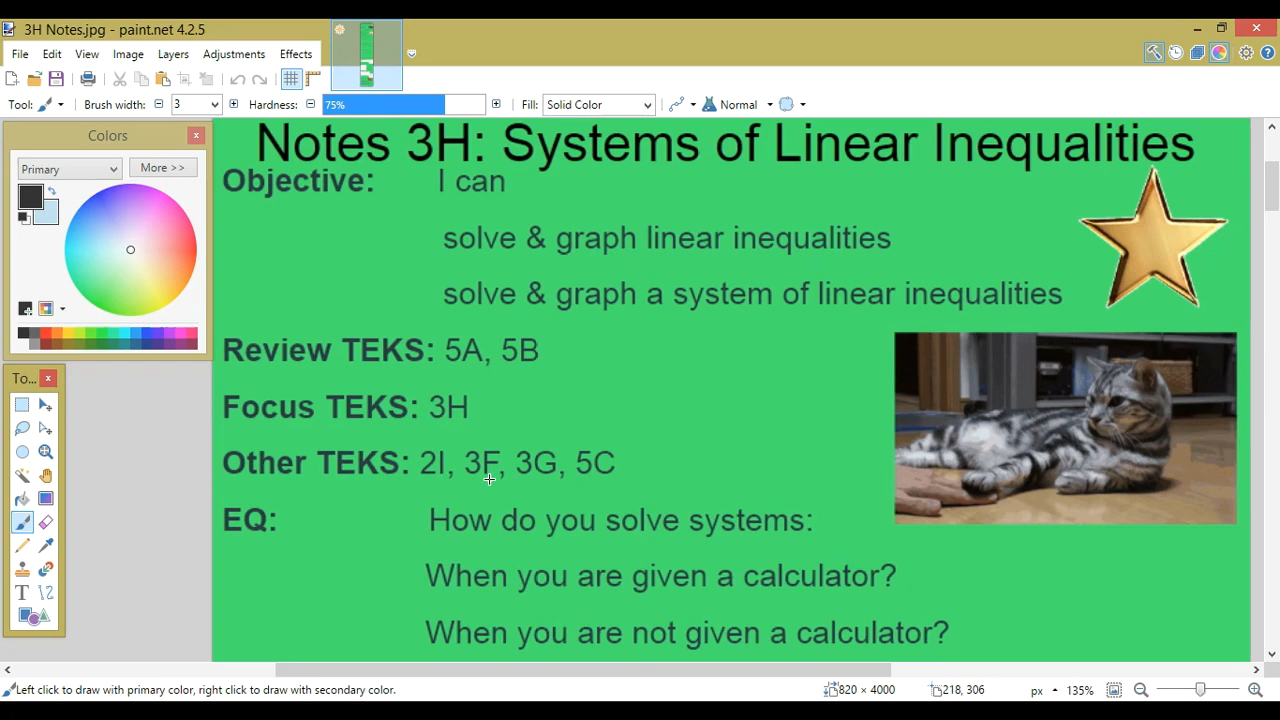 3H Notes.jpg - paint.net 4.2.5
File Edit View Image Layers Adjustments Effects
Tool: Brush width: 3 Hardness: 75% Fill: Solid Color Normal
Colors
Primary More >>
To...
Notes 3H: Systems of Linear Inequalities
Objective: I can
solve & graph linear inequalities
solve & graph a system of linear inequalities
Review TEKS: 5A, 5B
Focus TEKS: 3H
Other TEKS: 2I, 3F, 3G, 5C
EQ: How do you solve systems:
When you are given a calculator?
When you are not given a calculator?
Left click to draw with primary color, right click to draw with secondary color. 820 × 4000 218, 306 px 135%